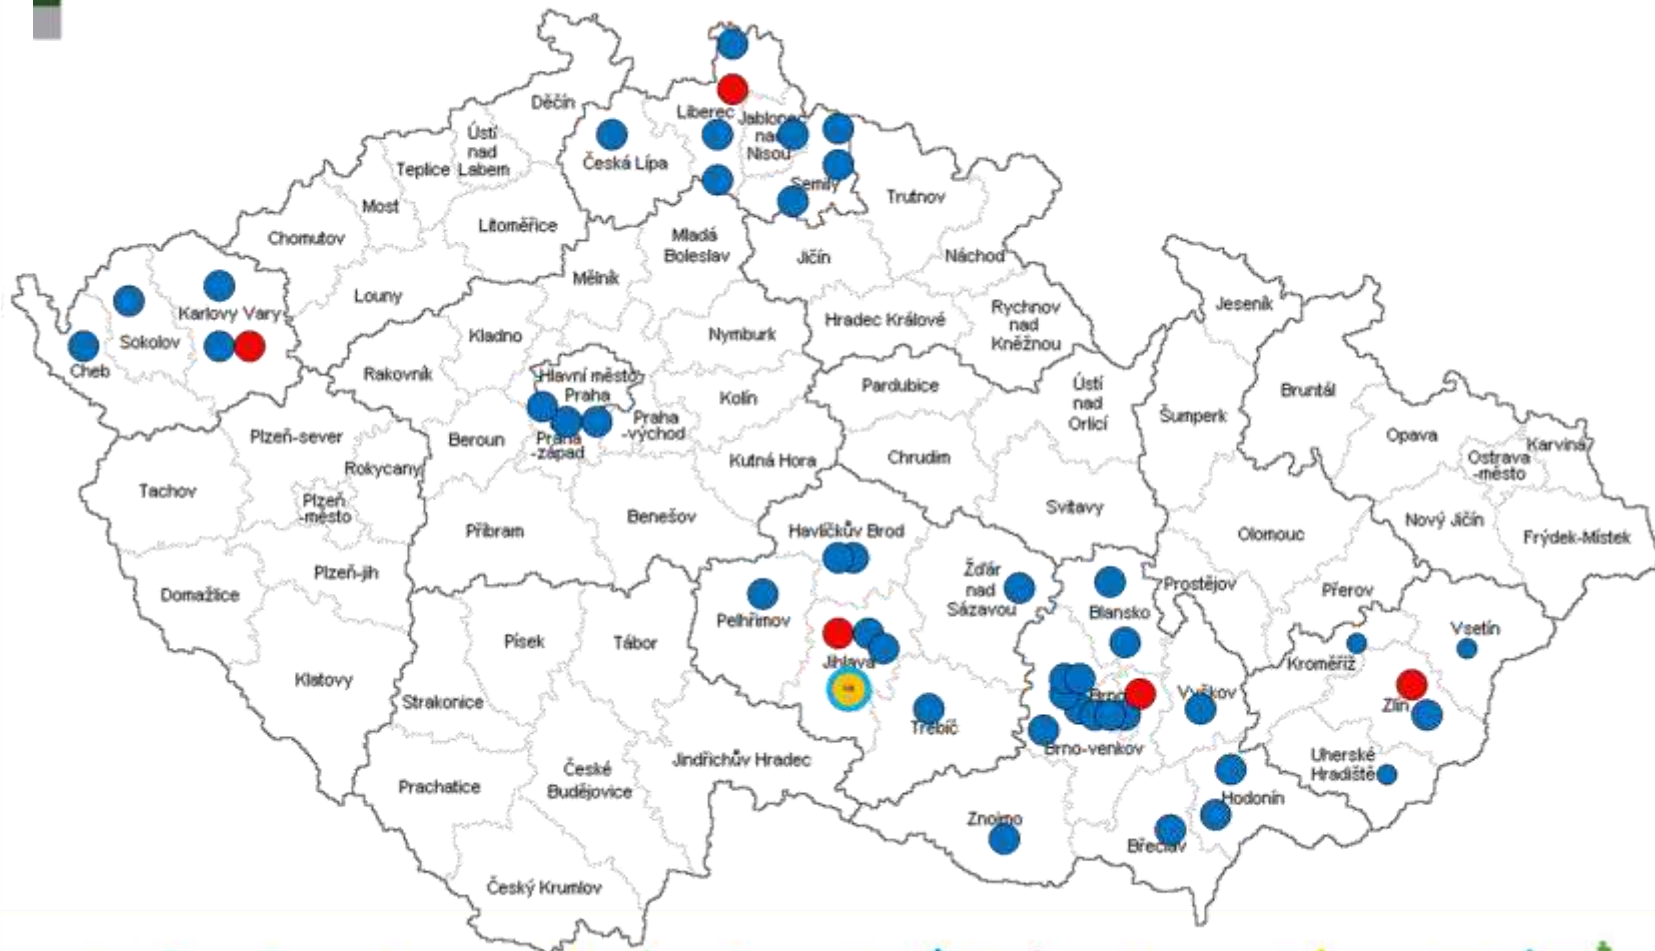 Děčín
Liberec
Jablonec
nad
Nisou
Ústí
nad
Labem
Teplice
Česká Lípa
Semily
Trutnov
Most
Litoměřice
Chomutov
Mladá
Boleslav
Jičín
Náchod
Mělník
Louny
Karlovy Vary
Jeseník
Rychnov
nad
Kněžnou
Hradec Králové
Kladno
Nymburk
Sokolov
Cheb
Rakovník
Hlavní město
Praha
Kolín
Pardubice
Ústí
nad
Orlicí
Bruntál
Šumperk
Praha
-východ
Plzeň-sever
Beroun
Praha
-západ
Opava
Karviná
Ostrava
-město
Rokycany
Kutná Hora
Chrudim
Tachov
Plzeň
-město
Svitavy
Nový Jičín
Příbram
Benešov
Havlíčkův Brod
Olomouc
Frýdek-Místek
Plzeň-jih
Žďár
nad
Sázavou
Prostějov
Přerov
Domažlice
Pelhřimov
Blansko
Vsetín
Písek
Tábor
Jihlava
Kroměříž
Klatovy
Strakonice
Brno
Vyškov
Zlín
Třebíč
Brno-venkov
Jindřichův Hradec
Uherské
Hradiště
České
Budějovice
Prachatice
Hodonín
Znojmo
Břeclav
Český Krumlov